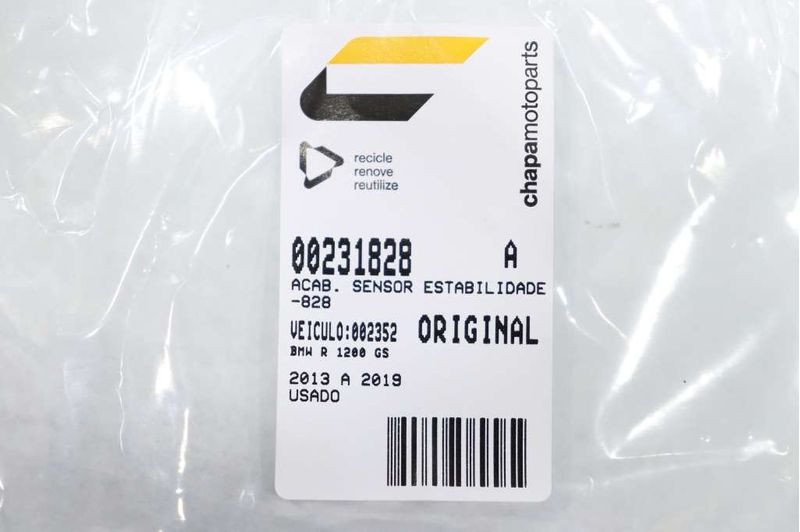 chapamotoparts
recicle
renove
reutilize
00231828 A
ACAB. SENSOR ESTABILIDADE
-828
VEICULO:002352 ORIGINAL
BMW R 1200 GS
2013 A 2019
USADO